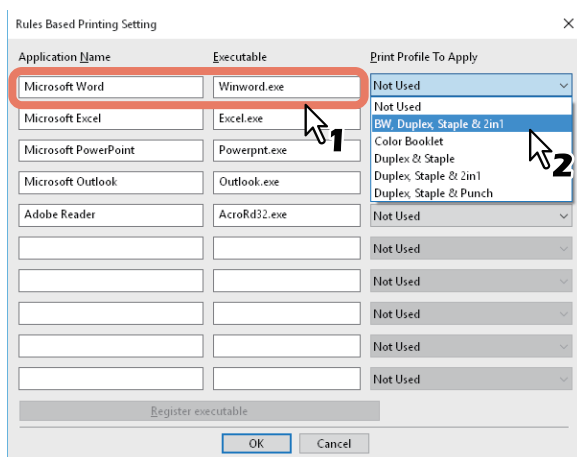 Rules Based Printing Setting
Application Name Executable Print Profile To Apply
Microsoft Word Winword.exe Not Used
Not Used
Microsoft Excel Excel.exe BW, Duplex, Staple & 2in1
1
Color Booklet
Microsoft PowerPoint Powerpnt.exe Duplex & Staple
2
Duplex, Staple & 2in1
Microsoft Outlook Outlook.exe Duplex, Staple & Punch
Adobe Reader AcroRd32.exe Not Used
Not Used
Not Used
Not Used
Not Used
Not Used
Register executable
OK Cancel